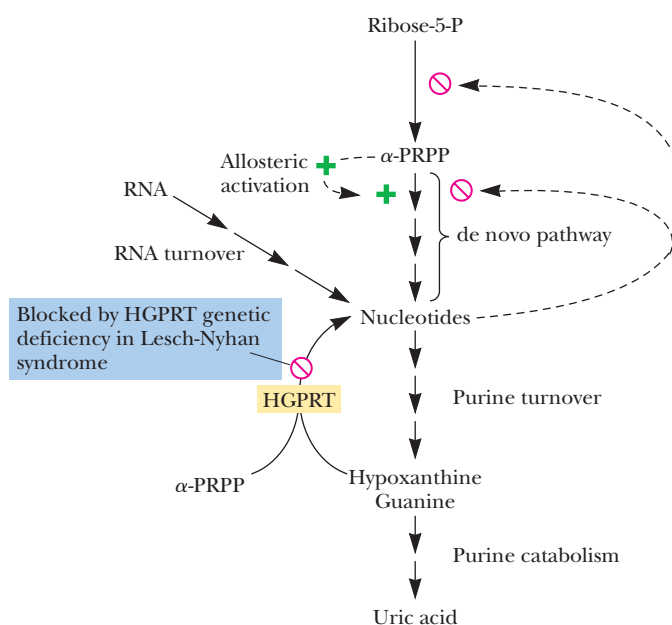 Ribose-5-P
α-PRPP
Allosteric
activation
RNA
de novo pathway
RNA turnover
Blocked by HGPRT genetic
deficiency in Lesch-Nyhan
syndrome
Nucleotides
HGPRT
Purine turnover
α-PRPP
Hypoxanthine
Guanine
Purine catabolism
Uric acid